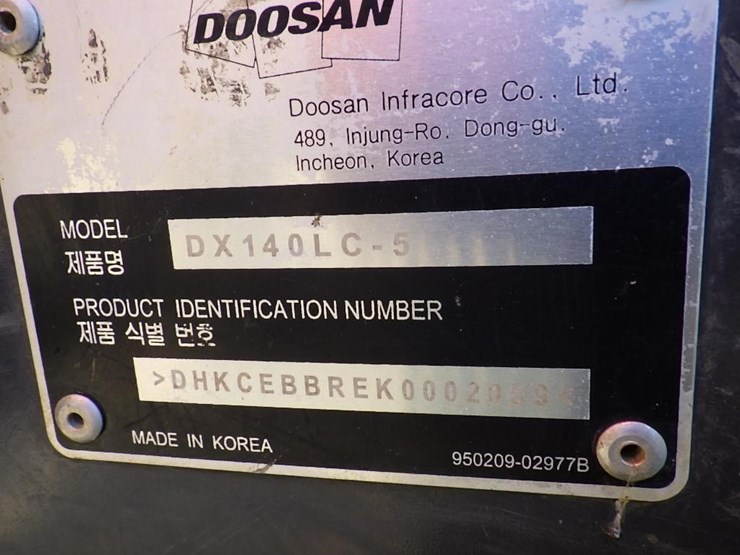 DOOSAN
Doosan Infracore Co., Ltd.
489, Injung-Ro, Dong-gu,
Incheon, Korea
MODEL DX140LC-5
제품명
PRODUCT IDENTIFICATION NUMBER
제품 식별 번호
MADE IN KOREA 950209-02977B